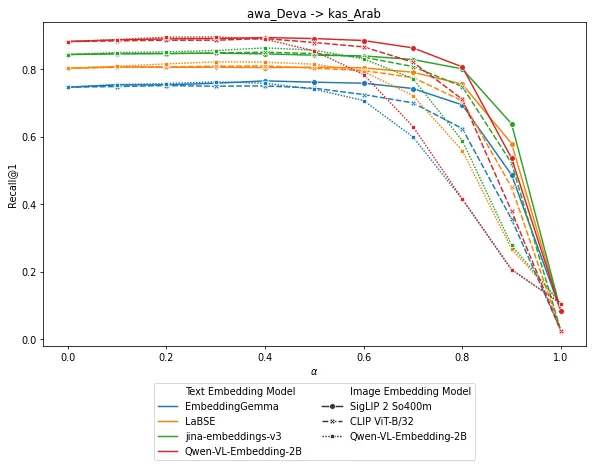 awa_Deva -> kas_Arab
Recall@1
0.8
0.6
0.4
0.2
0.0
0.0
0.2
0.4
0.6
0.8
1.0
α
Text Embedding Model
EmbeddingGemma
LaBSE
jina-embeddings-v3
Qwen-VL-Embedding-2B
Image Embedding Model
SigLIP 2 So400m
CLIP ViT-B/32
Qwen-VL-Embedding-2B